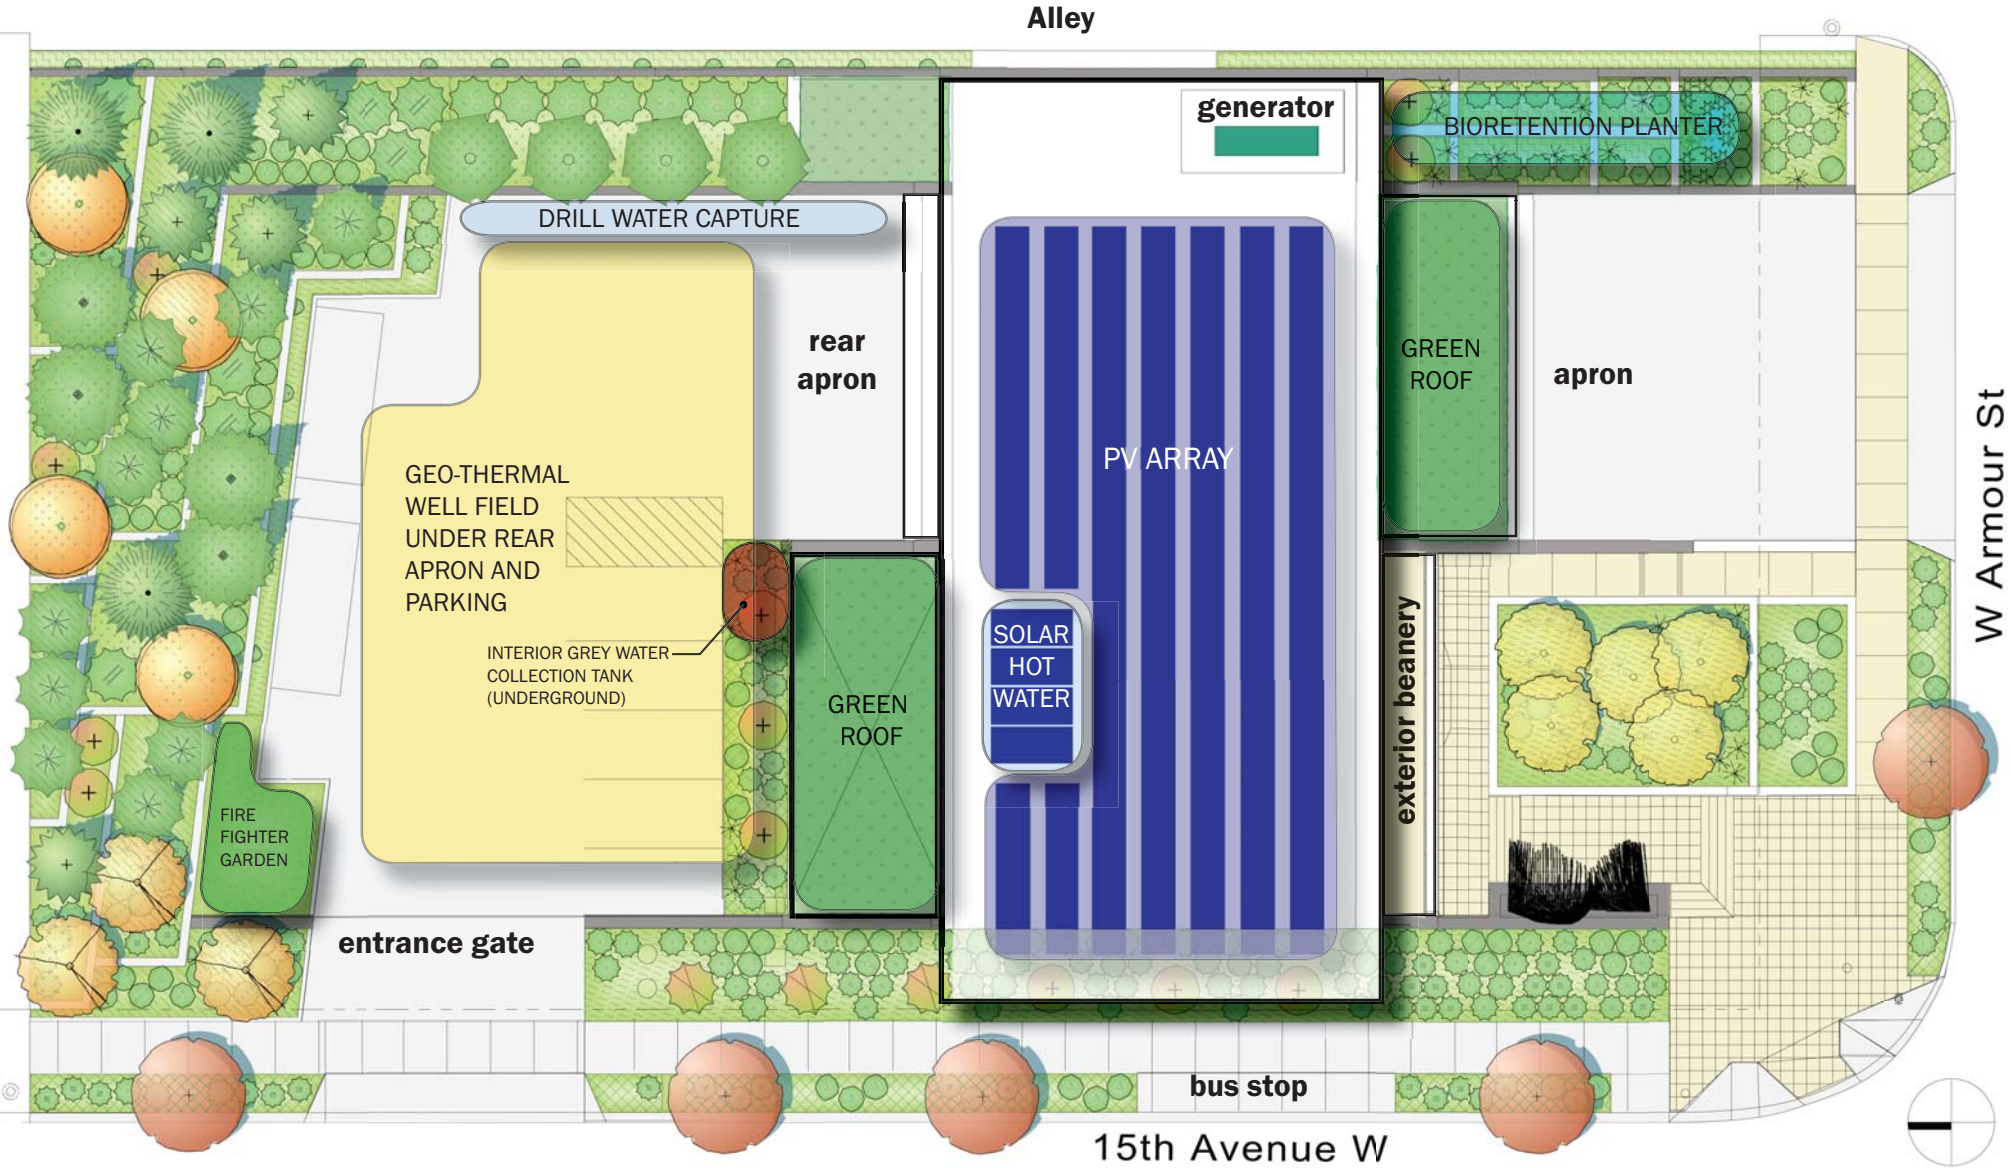 Alley
generator
BIORETENTION PLANTER
DRILL WATER CAPTURE
rear
apron
GREEN
ROOF
apron
W Armour St
PV ARRAY
GEO-THERMAL
WELL FIELD
UNDER REAR
APRON AND
PARKING
INTERIOR GREY WATER
COLLECTION TANK
(UNDERGROUND)
SOLAR
HOT
WATER
GREEN
ROOF
exterior beanery
FIRE
FIGHTER
GARDEN
entrance gate
bus stop
15th Avenue W